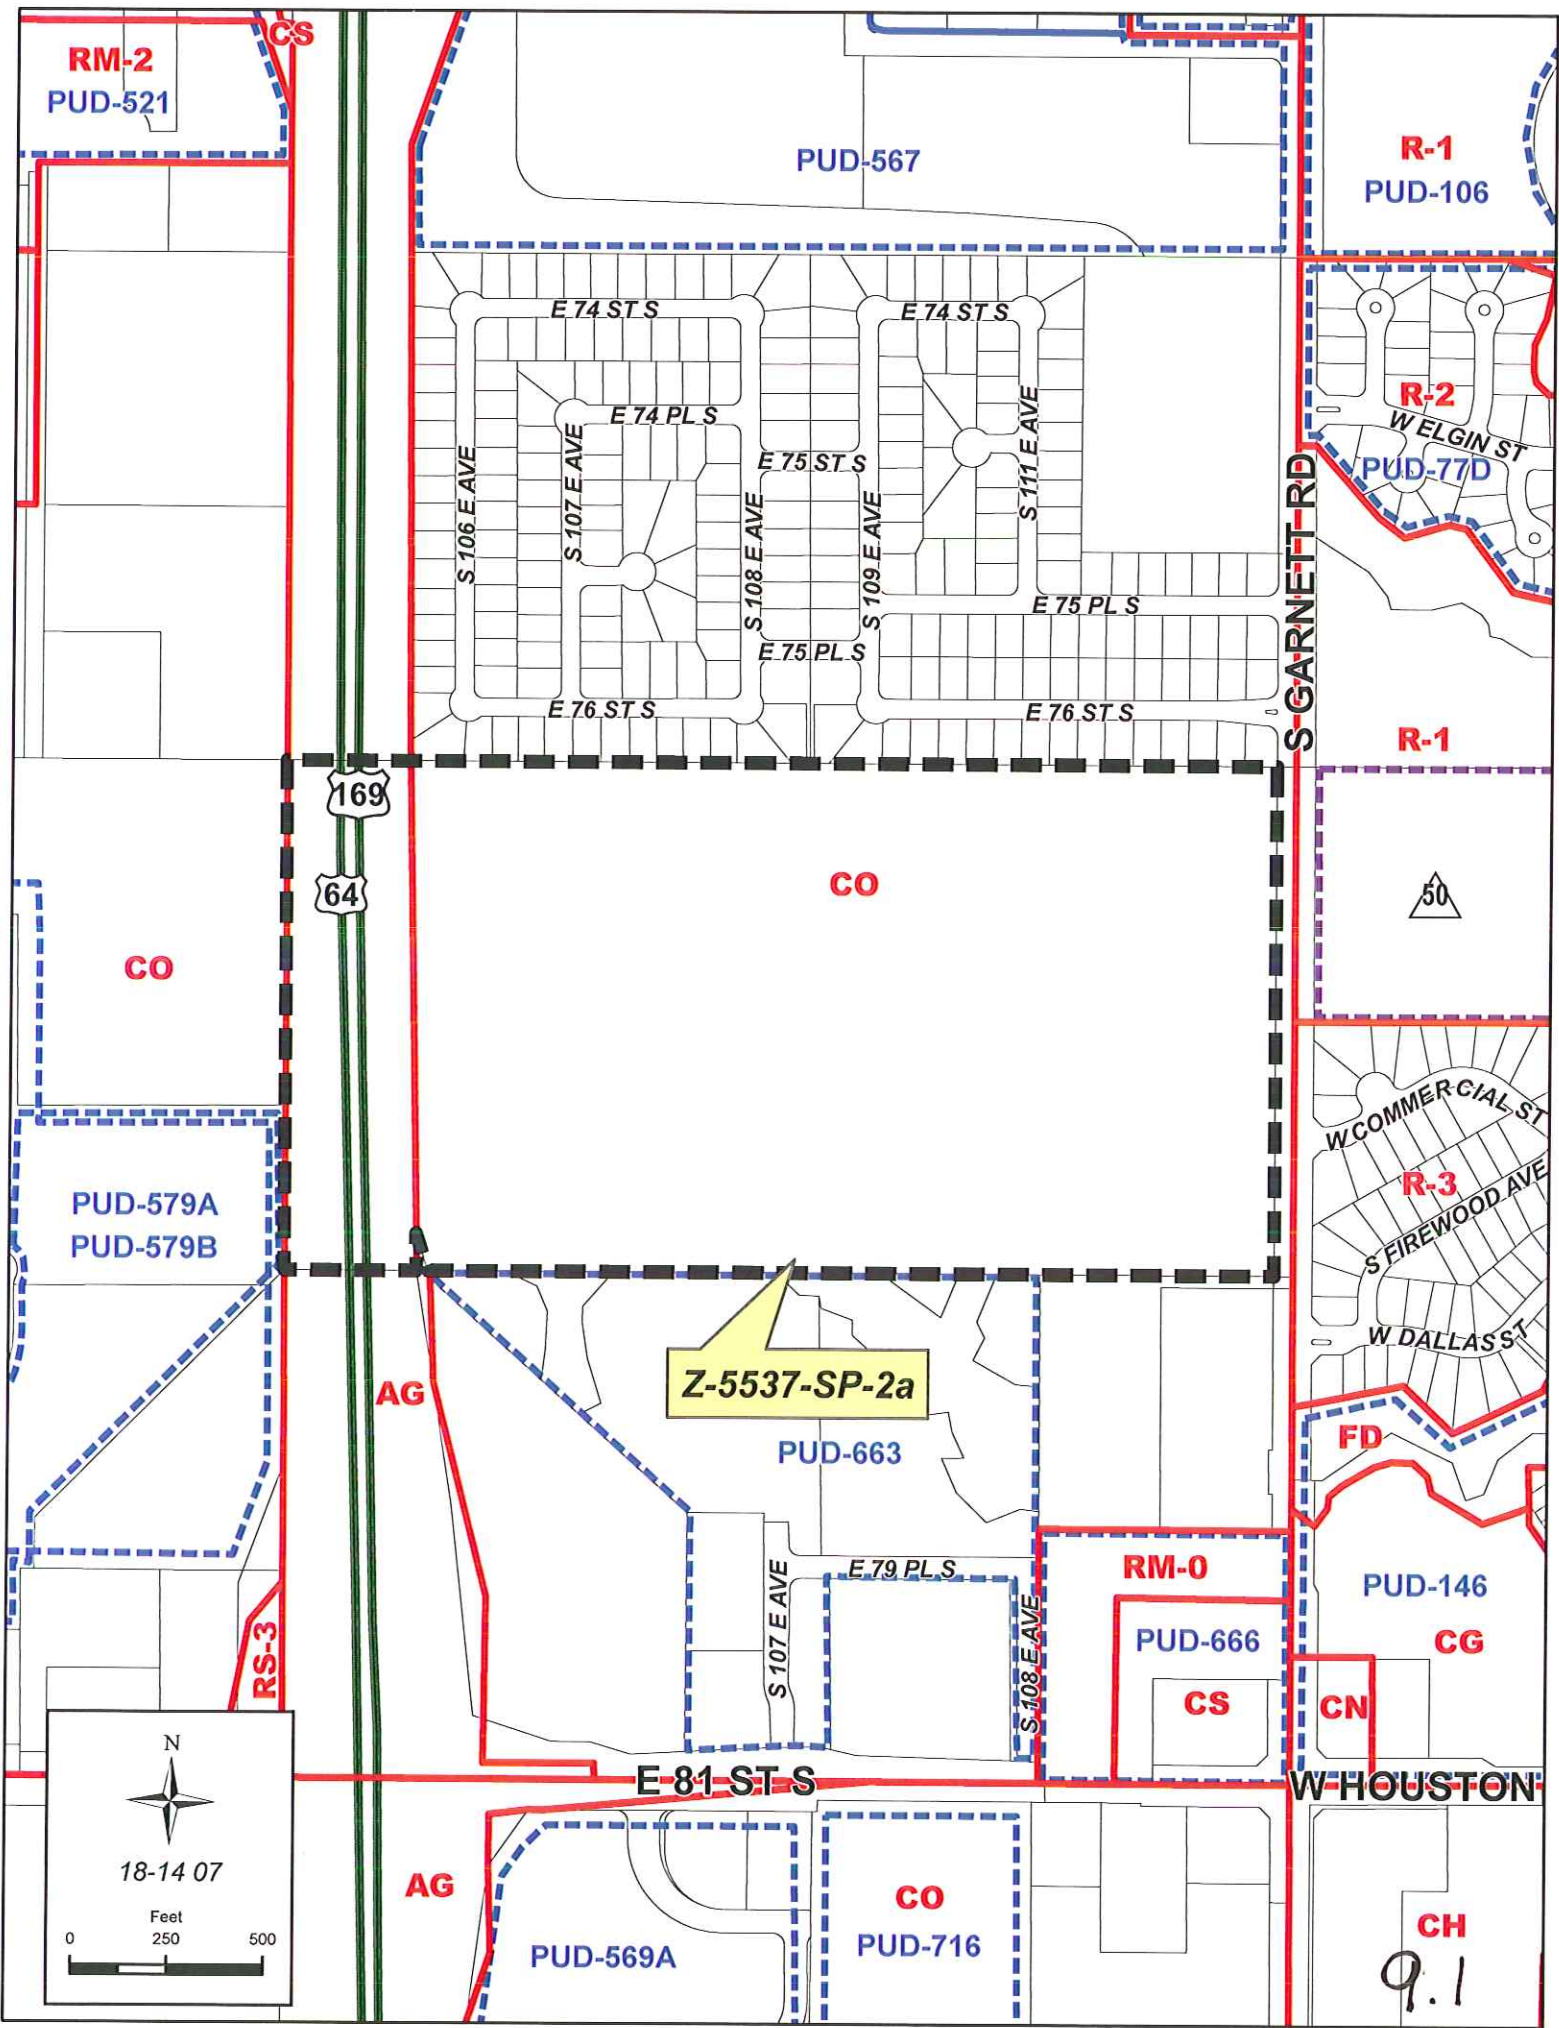 CS
RM-2
PUD-521
PUD-567
R-1
PUD-106
E 74 ST S
E 74 ST S
E 74 PL S
R-2
W ELGIN ST
PUD-77D
E 75 ST S
S 106 E AVE
S 107 E AVE
S 108 E AVE
S 109 E AVE
S 111 E AVE
S GARNETT RD
E 75 PL S
E 75 PL S
E 76 ST S
E 76 ST S
R-1
169
64
CO
50
CO
W COMMERCIAL ST
R-3
S FIREWOOD AVE
PUD-579A
PUD-579B
W DALLAS ST
Z-5537-SP-2a
AG
FD
PUD-663
E 79 PL S
RM-0
PUD-146
S 107 E AVE
S 108 E AVE
PUD-666
CG
RS-3
CS
CN
N
18-14 07
Feet
0 250 500
E 81 ST S
W HOUSTON
AG
CO
PUD-716
PUD-569A
CH
9.1